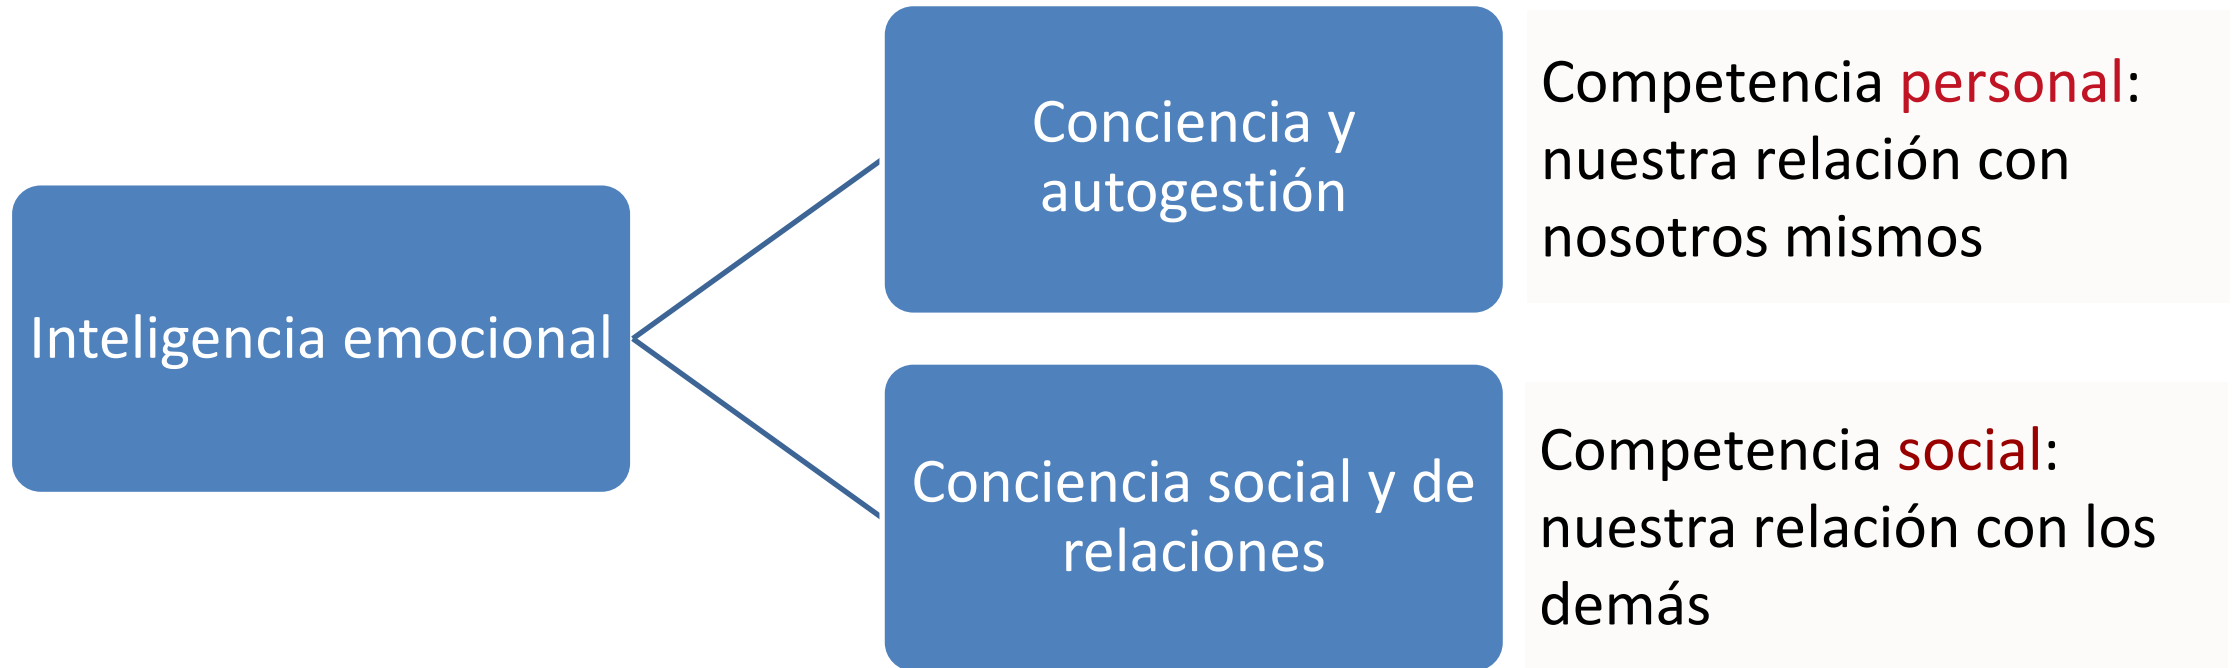 Inteligencia emocional
Conciencia y
autogestión
Competencia personal:
nuestra relación con
nosotros mismos
Conciencia social y de
relaciones
Competencia social:
nuestra relación con los
demás